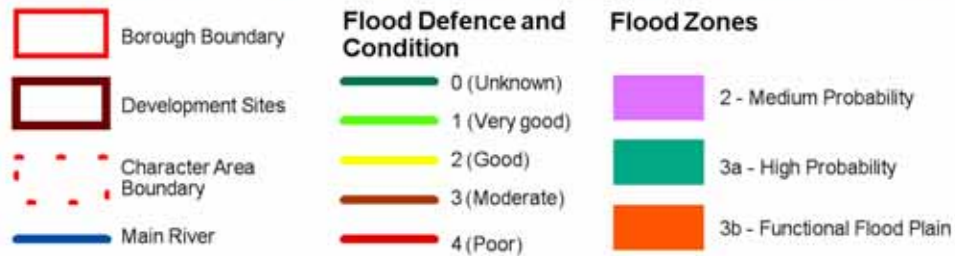 Borough Boundary
Development Sites
Character Area
Boundary
Main River
Flood Defence and
Condition
0 (Unknown)
1 (Very good)
2 (Good)
3 (Moderate)
4 (Poor)
Flood Zones
2 - Medium Probability
3a - High Probability
3b - Functional Flood Plain